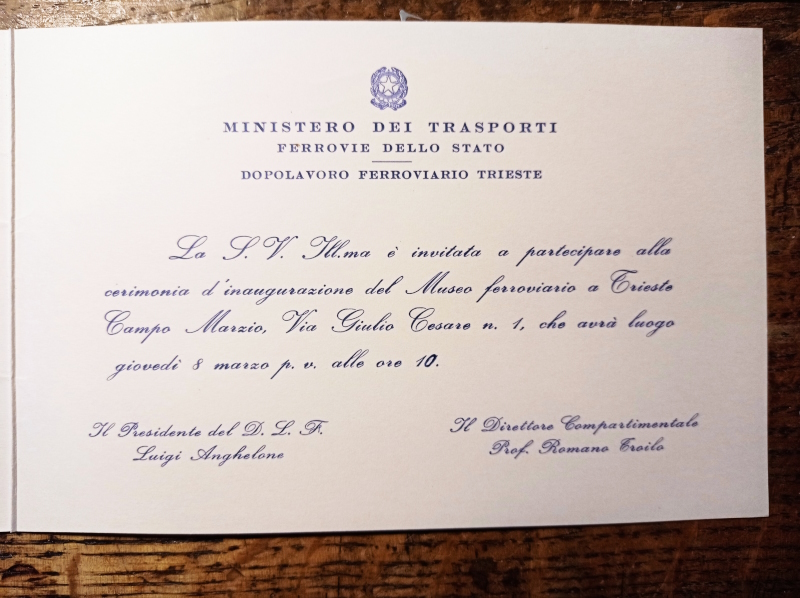 MINISTERO DEI TRASPORTI
FERROVIE DELLO STATO
DOPOLAVORO FERROVIARIO TRIESTE
La S. V. Ill.ma è invitata a partecipare alla
cerimonia d'inaugurazione del Museo ferroviario a Trieste
Campo Marzio, Via Giulio Cesare n. 1, che avrà luogo
giovedì 8 marzo p. v. alle ore 10.
Il Presidente del D. L. F.
Luigi Anghelone
Il Direttore Compartimentale
Prof. Romano Troilo